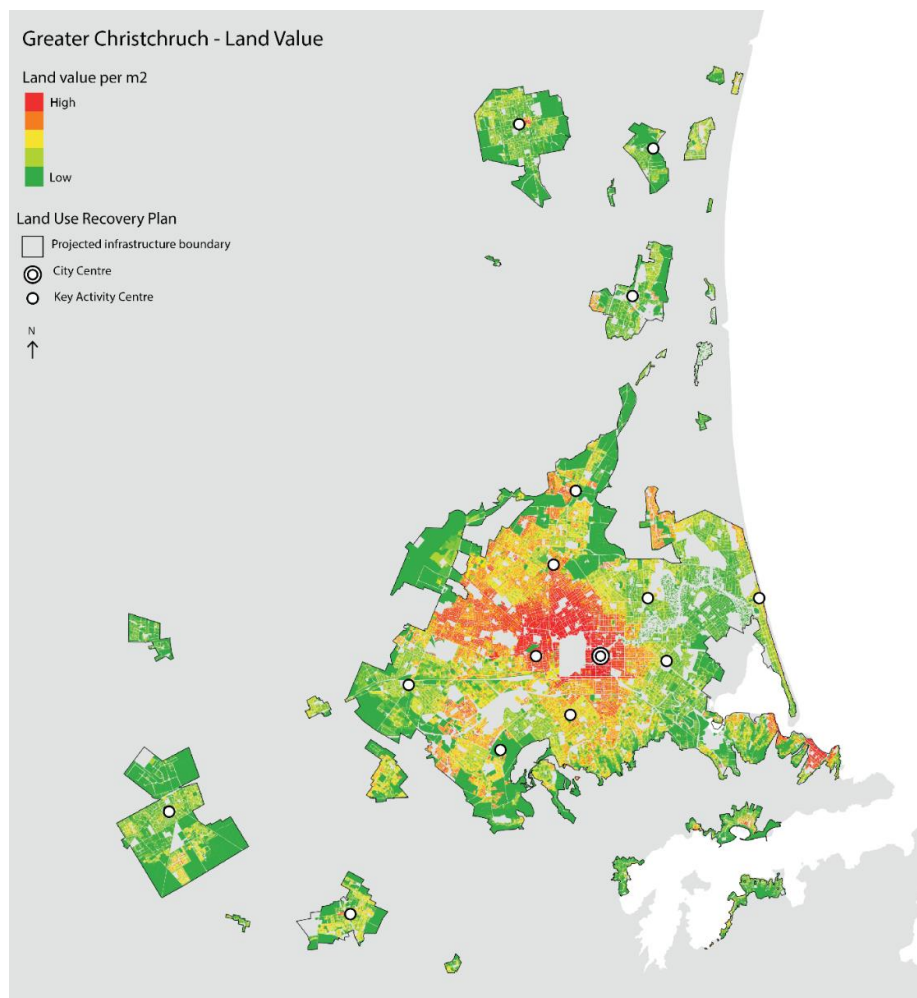 Greater Christchruch - Land Value
Land value per m2
High
Low
Land Use Recovery Plan
Projected infrastructure boundary
City Centre
Key Activity Centre
N